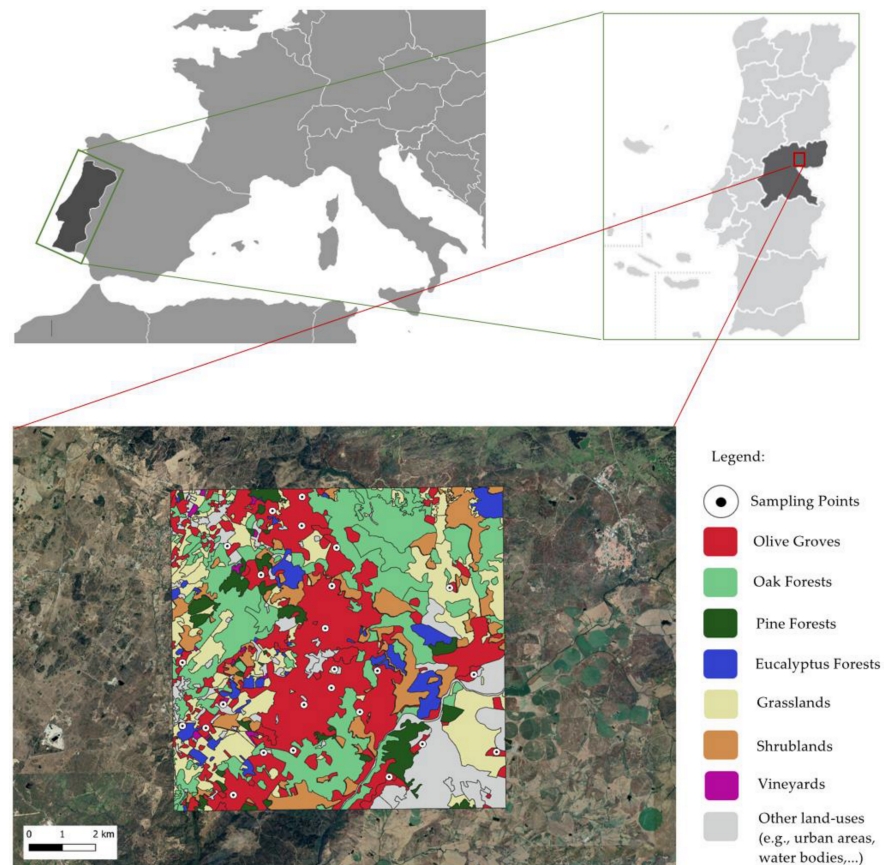 Legend:
Sampling Points
Olive Groves
Oak Forests
Pine Forests
Eucalyptus Forests
Grasslands
Shrublands
Vineyards
Other land-uses
(e.g., urban areas,
water bodies,...)
0 1 2 km